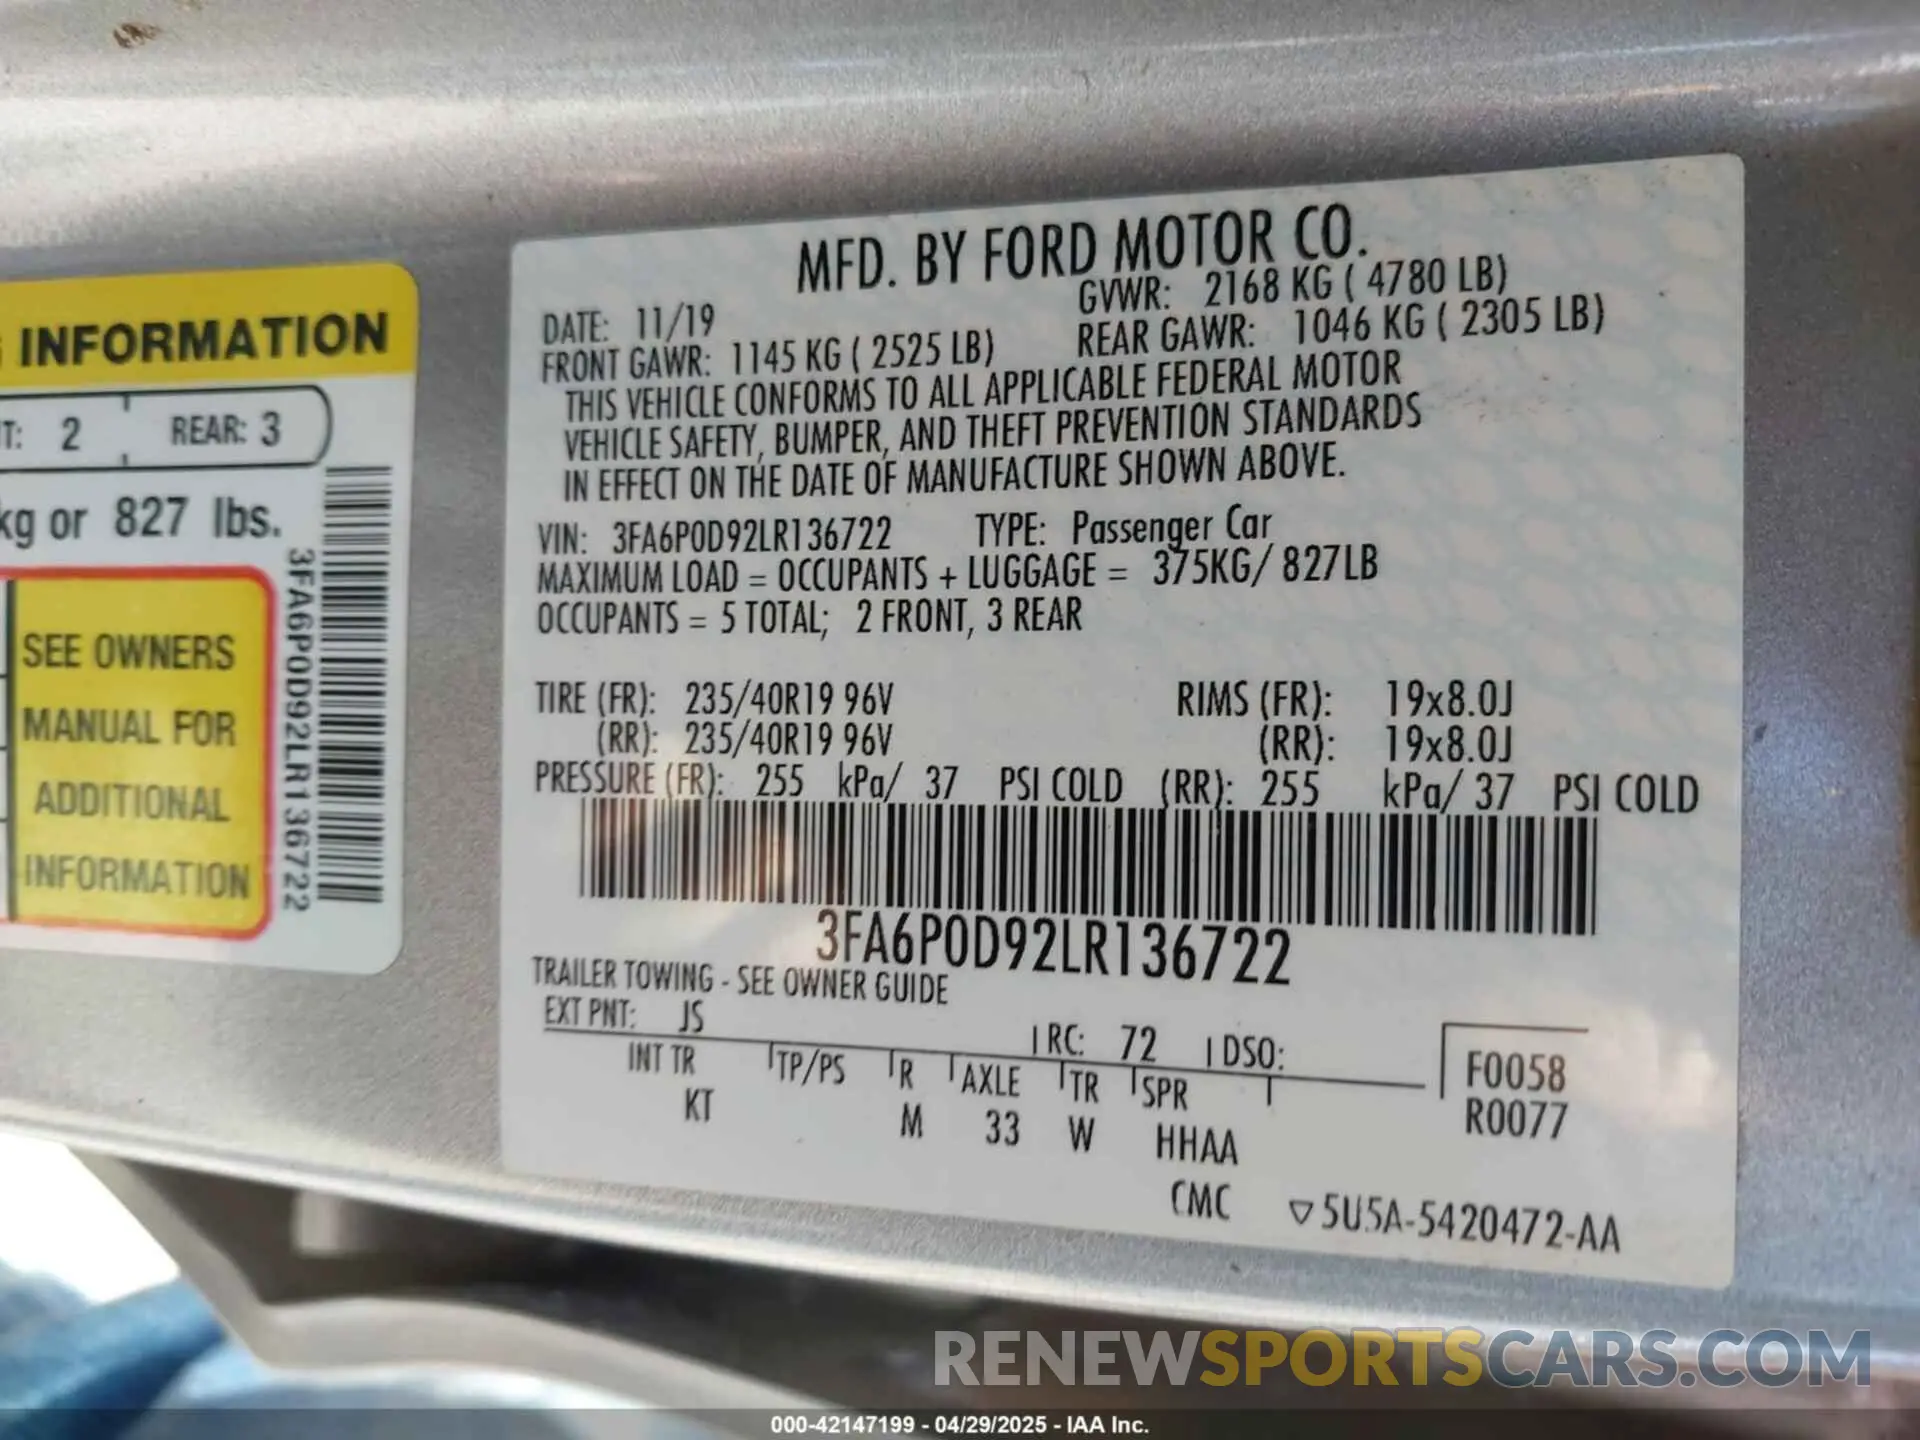 INFORMATION
T: 2 REAR: 3
kg or 827 lbs.
3FA6P0D92LR136722
SEE OWNERS
MANUAL FOR
ADDITIONAL
INFORMATION
MFD. BY FORD MOTOR CO.
DATE: 11/19 GVWR: 2168 KG ( 4780 LB)
FRONT GAWR: 1145 KG ( 2525 LB) REAR GAWR: 1046 KG ( 2305 LB)
THIS VEHICLE CONFORMS TO ALL APPLICABLE FEDERAL MOTOR
VEHICLE SAFETY, BUMPER, AND THEFT PREVENTION STANDARDS
IN EFFECT ON THE DATE OF MANUFACTURE SHOWN ABOVE.
VIN: 3FA6P0D92LR136722 TYPE: Passenger Car
MAXIMUM LOAD = OCCUPANTS + LUGGAGE = 375KG/ 827LB
OCCUPANTS = 5 TOTAL; 2 FRONT, 3 REAR
TIRE (FR): 235/40R19 96V RIMS (FR): 19x8.0J
(RR): 235/40R19 96V (RR): 19x8.0J
PRESSURE (FR): 255 kPa/ 37 PSI COLD (RR): 255 kPa/ 37 PSI COLD
3FA6P0D92LR136722
TRAILER TOWING - SEE OWNER GUIDE
EXT PNT: JS RC: 72 DSO:
INT TR TP/PS R AXLE TR SPR
KT M 33 W HHAA
F0058
R0077
CMC ▽5U5A-5420472-AA
RENEWSPORTSCARS.COM
000-42147199 - 04/29/2025 - IAA Inc.